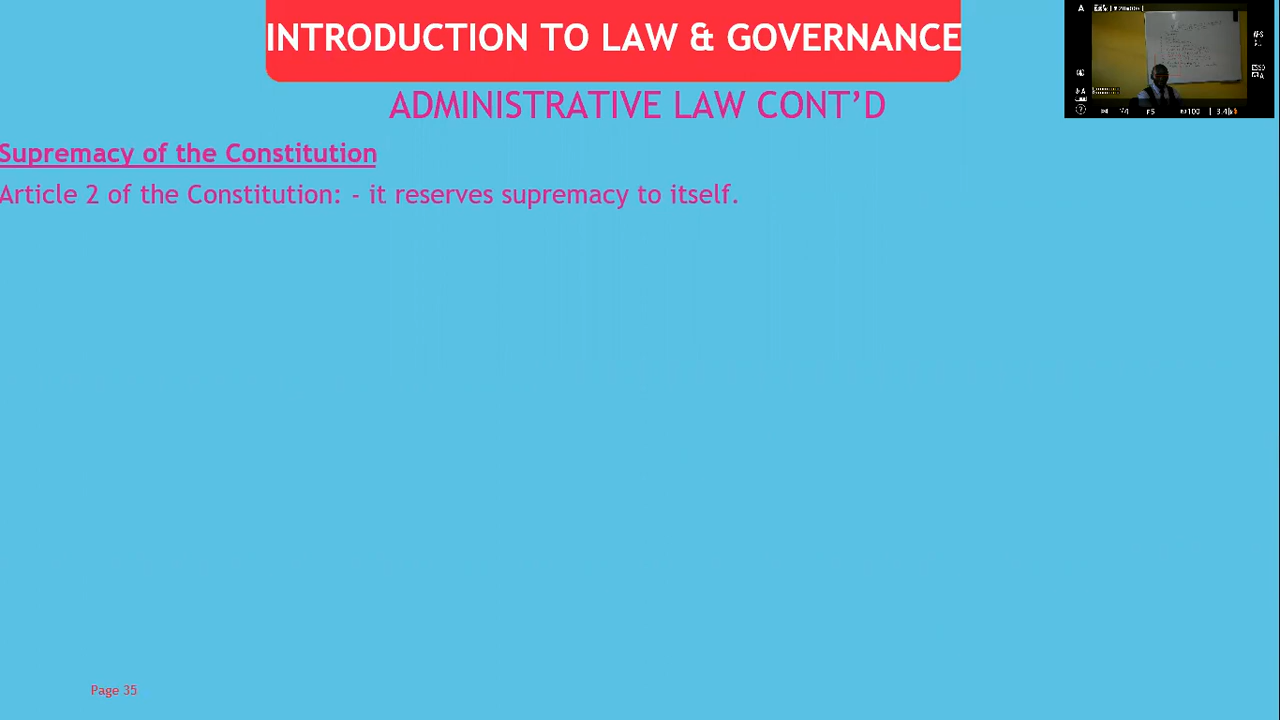 INTRODUCTION TO LAW & GOVERNANCE
ADMINISTRATIVE LAW CONT’D
Supremacy of the Constitution
Article 2 of the Constitution: - it reserves supremacy to itself.
Page 35